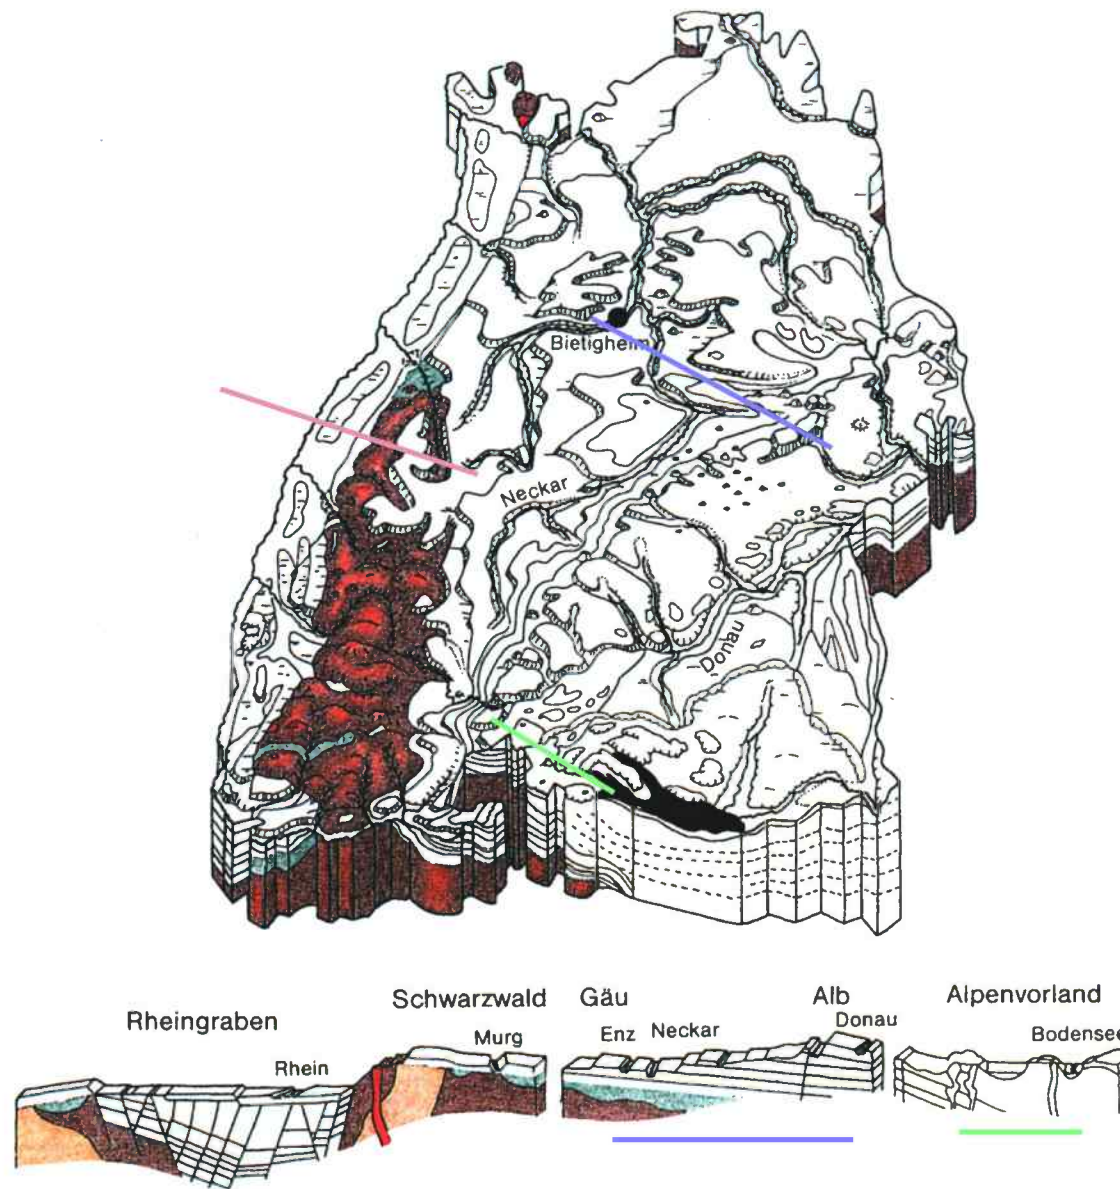 Bietigheim
Neckar
Donau
Schwarzwald Gäu Alb Alpenvorland
Rheingraben Donau
Rhein Murg Enz Neckar Bodensee